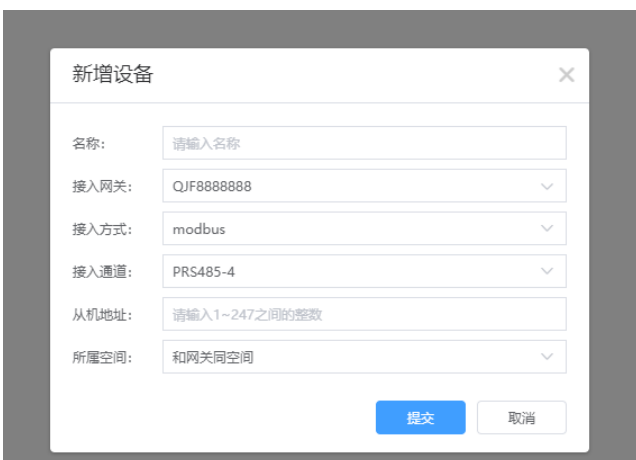 新增设备
名称： 请输入名称
接入网关： QJF8888888
接入方式： modbus
接入通道： PRS485-4
从机地址： 请输入1~247之间的整数
所属空间： 和网关同空间
提交 取消